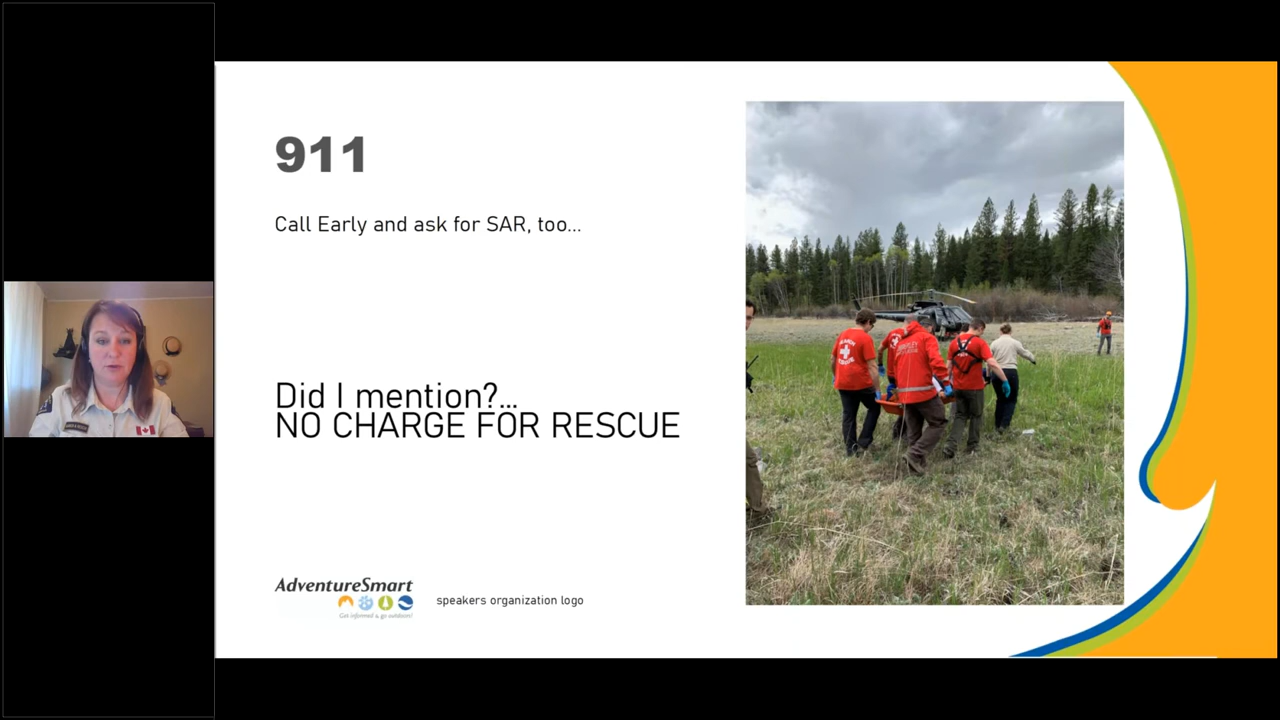 911
Call Early and ask for SAR, too...
Did I mention?...
NO CHARGE FOR RESCUE
AdventureSmart
Get informed & go outdoors!
speakers organization logo